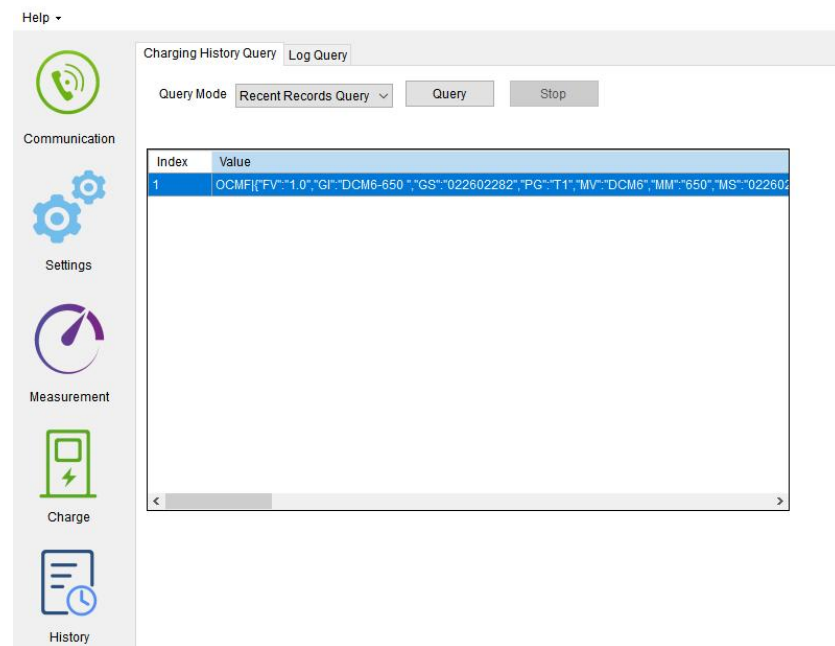 Help
Charging History Query Log Query
Query Mode Recent Records Query Query Stop
Communication
Index Value
1 OCMF|{"FV":"1.0","GI":"DCM6-650 ","GS":"022602282","PG":"T1","MV":"DCM6","MM":"650","MS":"022602
Settings
Measurement
Charge
History